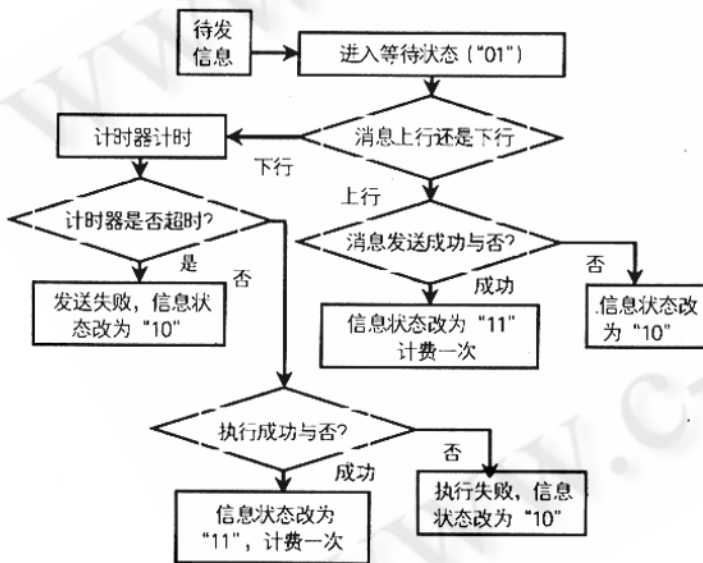 待发
信息
进入等待状态（“01”）
计时器计时
消息上行还是下行
下行
上行
计时器是否超时?
消息发送成功与否?
是
否
否
成功
发送失败，信息状
态改为“10”
信息状态改为“11”
计费一次
.信息状态改
为“10”
执行成功与否?
否
成功
信息状态改为
“11”，计费一次
执行失败，信息
状态改为“10”